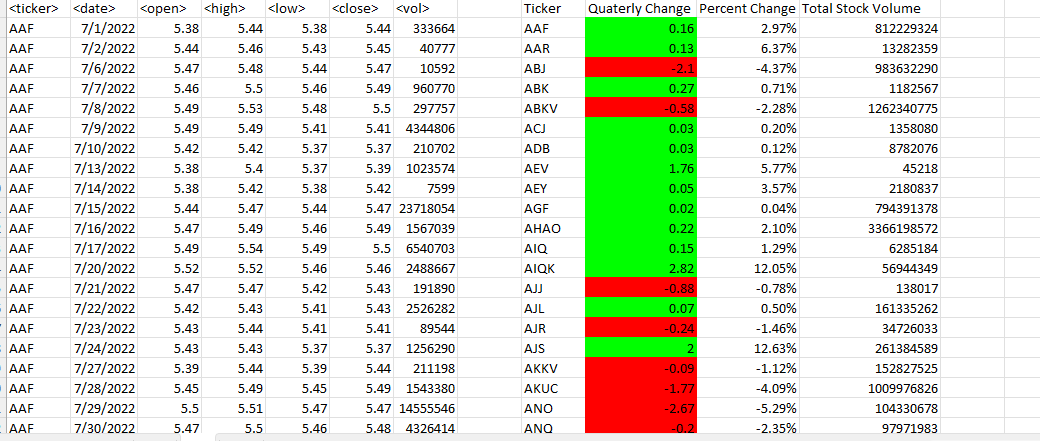 <ticker> <date> <open> <high> <low> <close> <vol> Ticker Quaterly Change Percent Change Total Stock Volume
AAF 7/1/2022 5.38 5.44 5.38 5.44 333664 AAF 0.16 2.97% 812229324
AAF 7/2/2022 5.44 5.46 5.43 5.45 40777 AAR 0.13 6.37% 13282359
AAF 7/6/2022 5.47 5.48 5.44 5.47 10592 ABJ -2.1 -4.37% 983632290
AAF 7/7/2022 5.46 5.5 5.46 5.49 960770 ABK 0.27 0.71% 1182567
AAF 7/8/2022 5.49 5.53 5.48 5.5 297757 ABKV -0.58 -2.28% 1262340775
AAF 7/9/2022 5.49 5.49 5.41 5.41 4344806 ACJ 0.03 0.20% 1358080
AAF 7/10/2022 5.42 5.42 5.37 5.37 210702 ADB 0.03 0.12% 8782076
AAF 7/13/2022 5.38 5.4 5.37 5.39 1023574 AEV 1.76 5.77% 45218
AAF 7/14/2022 5.38 5.42 5.38 5.42 7599 AEY 0.05 3.57% 2180837
AAF 7/15/2022 5.44 5.47 5.44 5.47 23718054 AGF 0.02 0.04% 794391378
AAF 7/16/2022 5.47 5.49 5.46 5.49 1567039 AHAO 0.22 2.10% 3366198572
AAF 7/17/2022 5.49 5.54 5.49 5.5 6540703 AIQ 0.15 1.29% 6285184
AAF 7/20/2022 5.52 5.52 5.46 5.46 2488667 AIQK 2.82 12.05% 56944349
AAF 7/21/2022 5.47 5.47 5.42 5.43 191890 AJJ -0.88 -0.78% 138017
AAF 7/22/2022 5.42 5.43 5.41 5.43 2526282 AJL 0.07 0.50% 161335262
AAF 7/23/2022 5.43 5.44 5.41 5.41 89544 AJR -0.24 -1.46% 34726033
AAF 7/24/2022 5.43 5.43 5.37 5.37 1256290 AJS 2 12.63% 261384589
AAF 7/27/2022 5.39 5.44 5.39 5.44 211198 AKKV -0.09 -1.12% 152827525
AAF 7/28/2022 5.45 5.49 5.45 5.49 1543380 AKUC -1.77 -4.09% 1009976826
AAF 7/29/2022 5.5 5.51 5.47 5.47 14555546 ANO -2.67 -5.29% 104330678
AAF 7/30/2022 5.47 5.5 5.46 5.48 4326414 ANQ -0.2 -2.35% 97971983